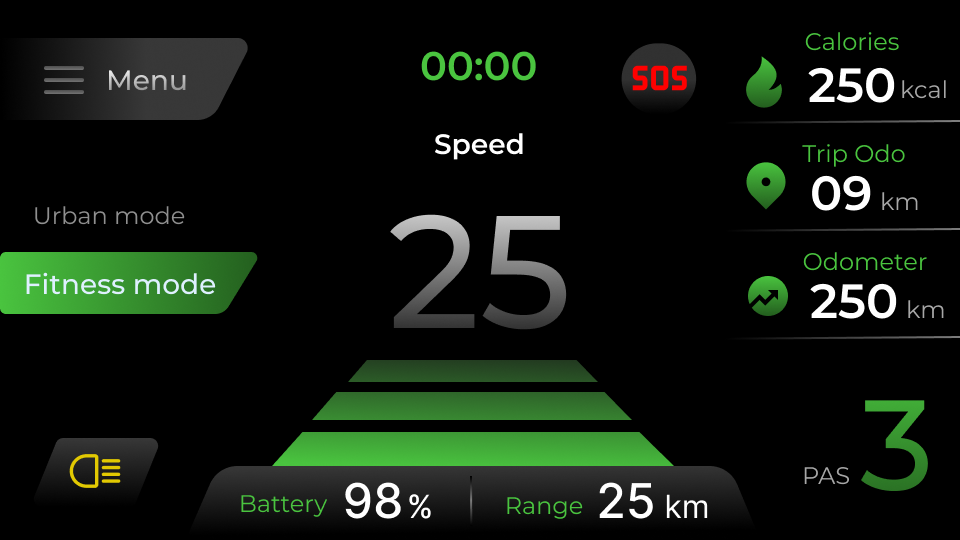 Menu
00:00
SOS
Calories
250 kcal
Speed
Trip Odo
09 km
Urban mode
25
Fitness mode
Odometer
250 km
PAS 3
Battery 98 %
Range 25 km